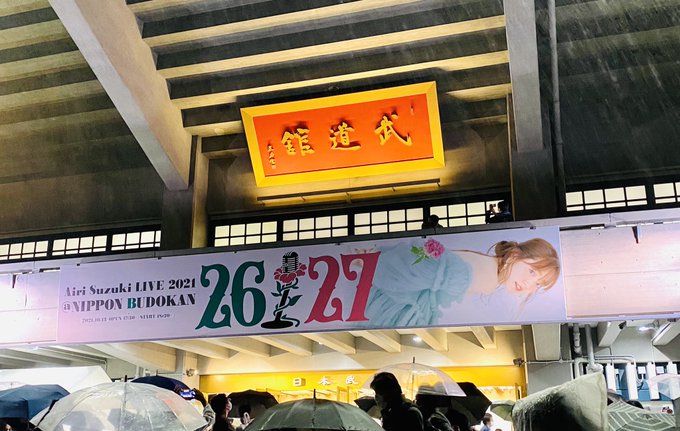 武道館
Airi Suzuki LIVE 2021
@NIPPON BUDOKAN
26/27
日本武